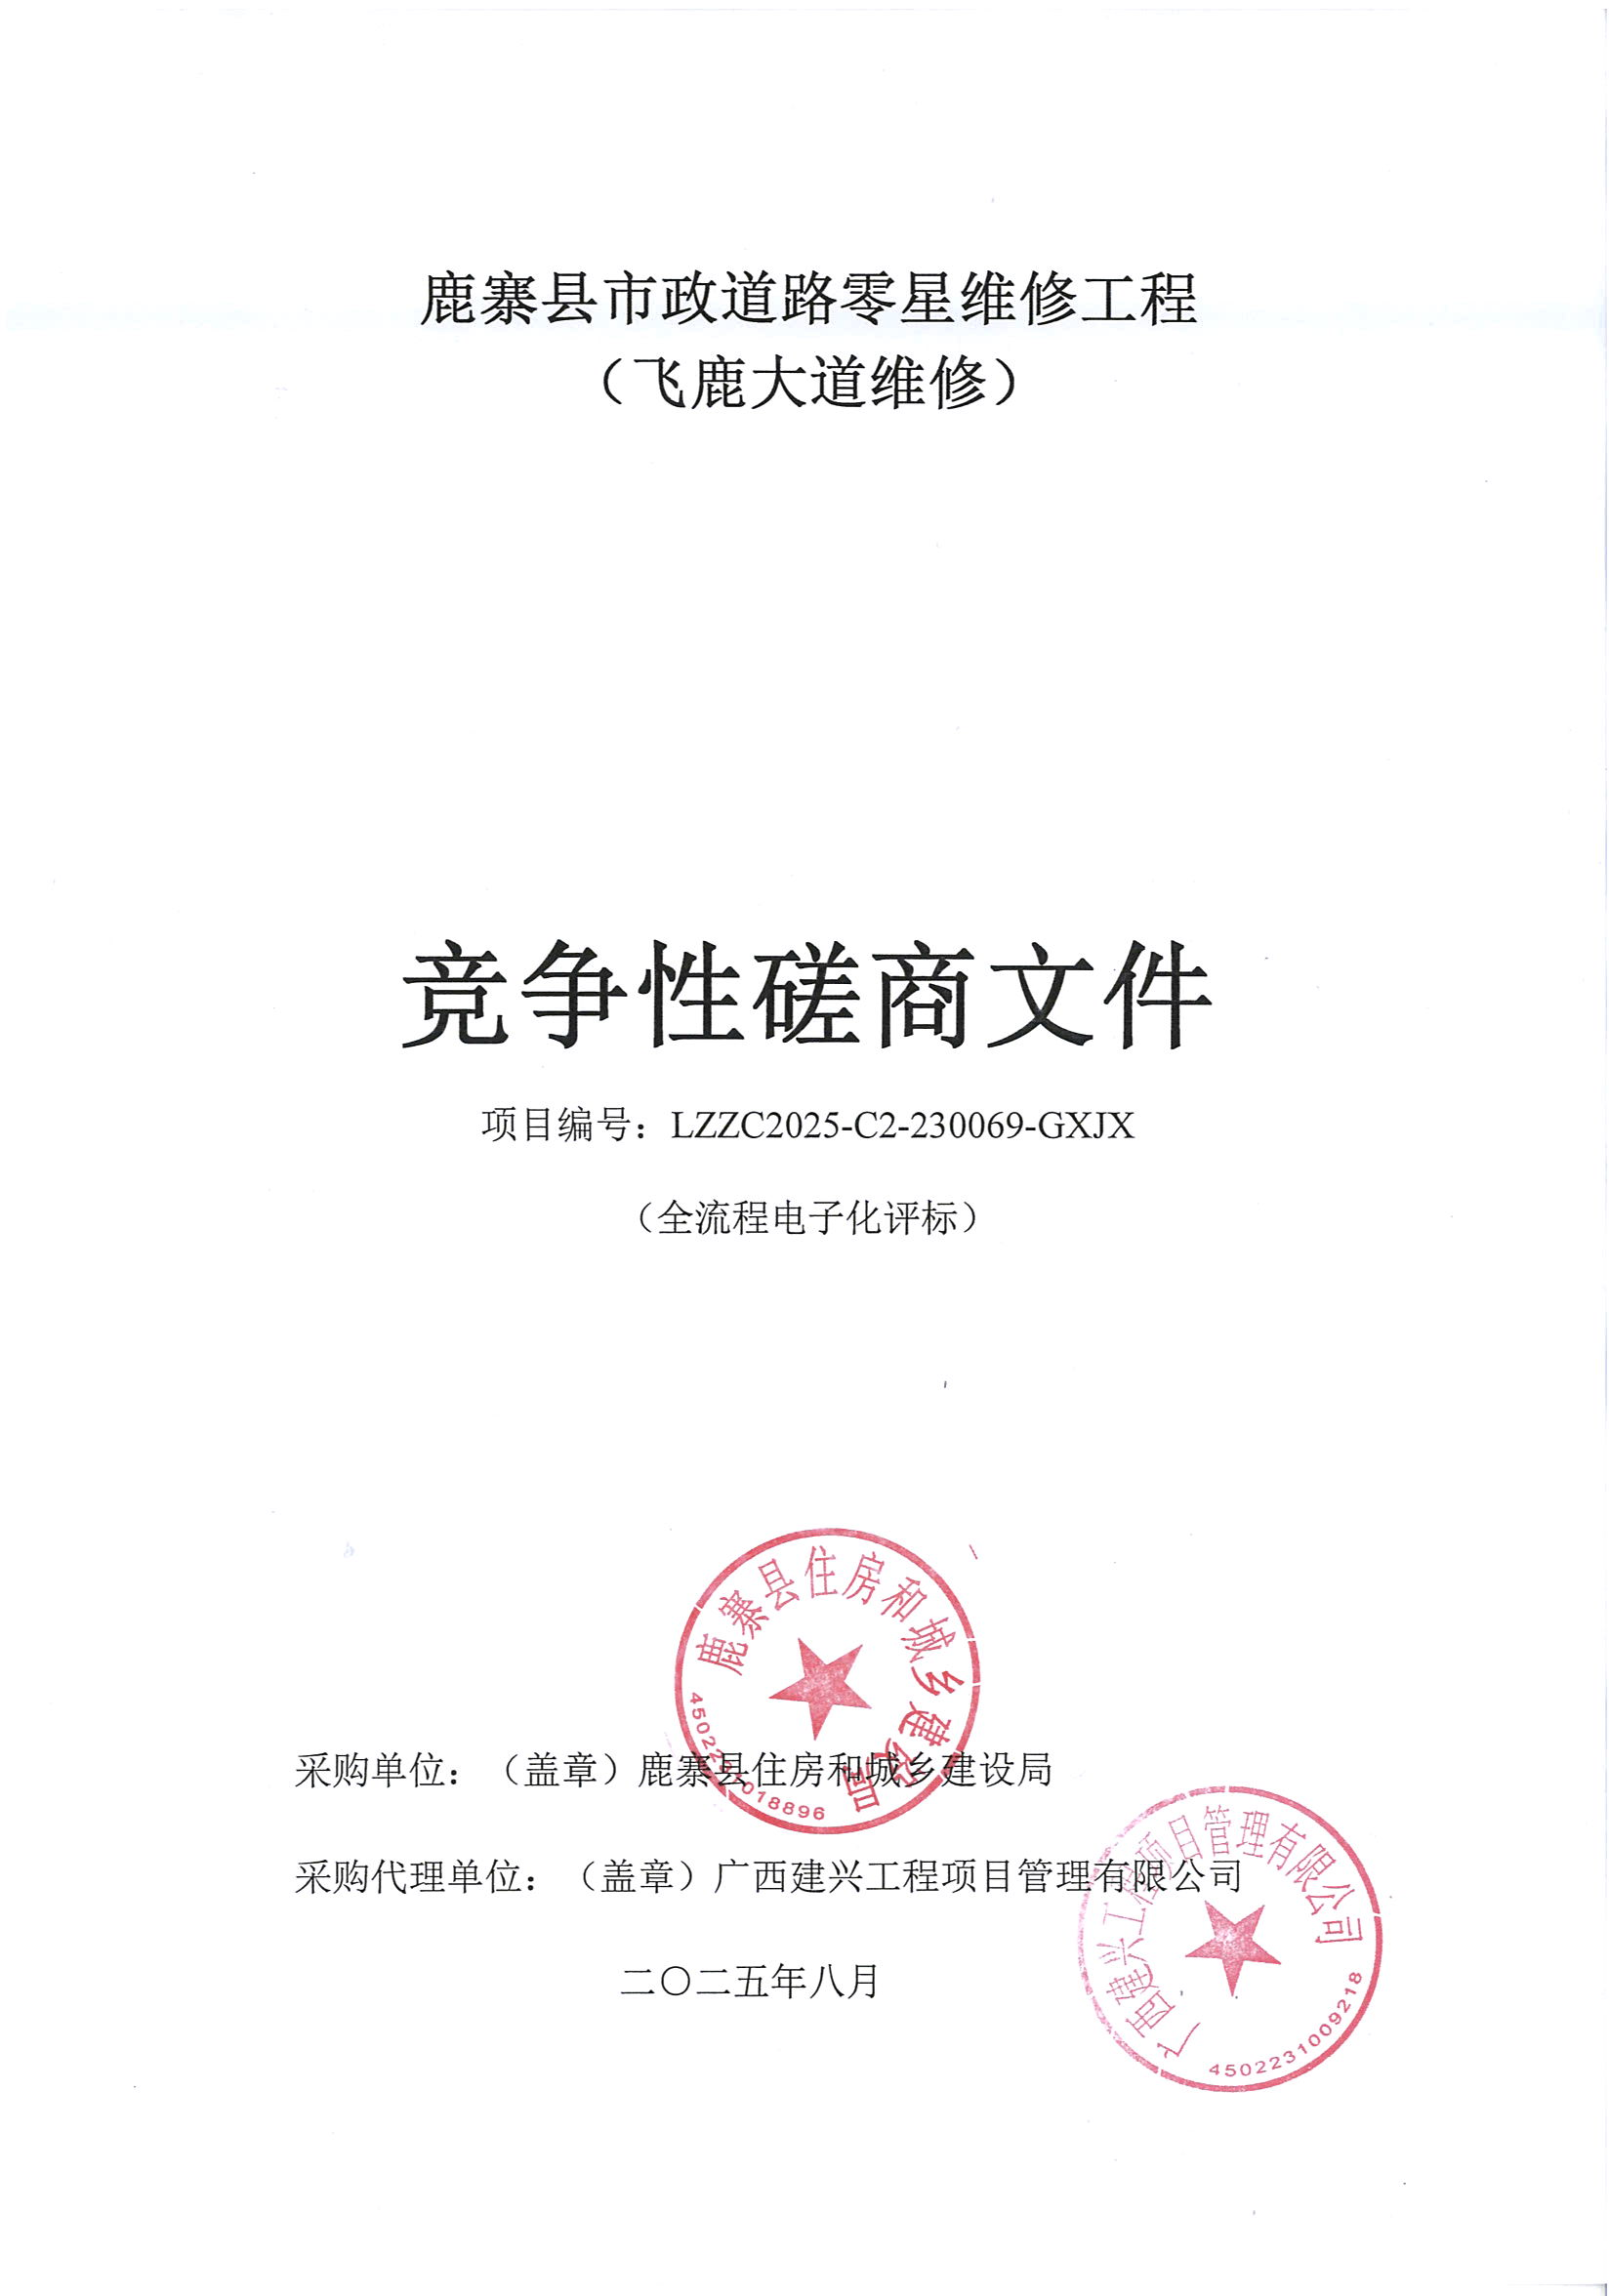 鹿寨县市政道路零星维修工程
（飞鹿大道维修）
竞争性磋商文件
项目编号：LZZC2025-C2-230069-GXJX
（全流程电子化评标）
鹿寨县住房和城乡建设局
采购单位：（盖章）鹿寨县住房和城乡建设局
采购代理单位：（盖章）广西建兴工程项目管理有限公司
二〇二五年八月
广西建兴工程项目管理有限公司
4502231009218